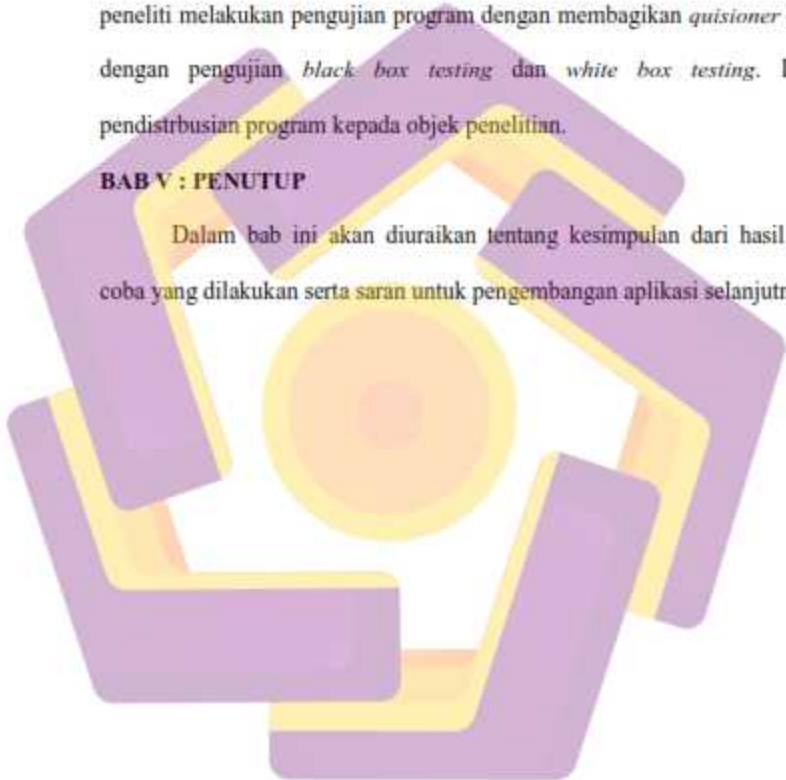 peneliti melakukan pengujian program dengan membagikan quisioner
dengan pengujian black box testing dan white box testing.
pendistrbusian program kepada objek penelitian.
BAB V : PENUTUP
Dalam bab ini akan diuraikan tentang kesimpulan dari hasil
coba yang dilakukan serta saran untuk pengembangan aplikasi